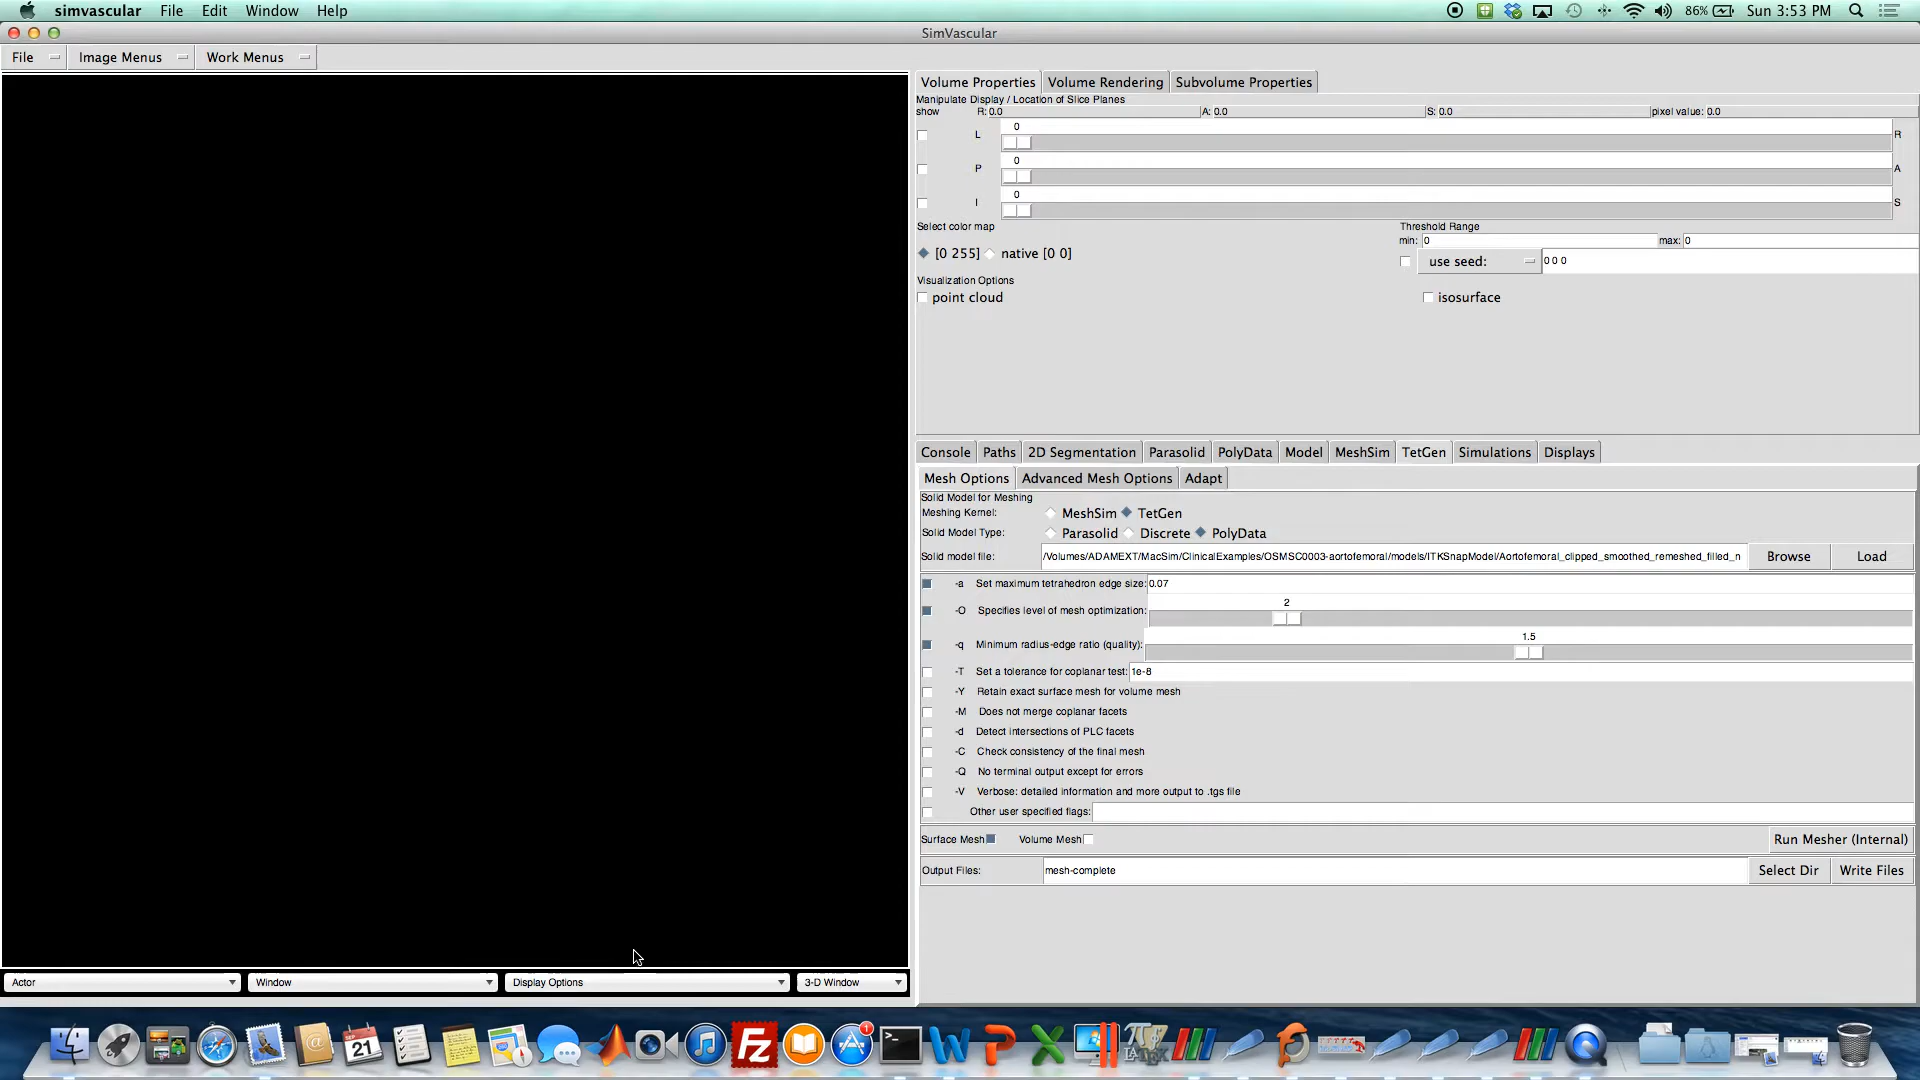 simvascular File Edit Window Help 86% Sun 3:53 PM
SimVascular
File Image Menus Work Menus
Volume Properties Volume Rendering Subvolume Properties
Manipulate Display / Location of Slice Planes
show R: 0.0 A: 0.0 S: 0.0 pixel value: 0.0
0
L R
0
P A
0
I S
Select color map Threshold Range
min: 0 max: 0
[0 255] native [0 0]
use seed: 0 0 0
Visualization Options
point cloud isosurface
Console Paths 2D Segmentation Parasolid PolyData Model MeshSim TetGen Simulations Displays
Mesh Options Advanced Mesh Options Adapt
Solid Model for Meshing
Meshing Kernel: MeshSim TetGen
Solid Model Type: Parasolid Discrete PolyData
Solid model file: /Volumes/ADAMEXT/MacSim/ClinicalExamples/OSMSC0003-aortofemoral/models/ITKSnapModel/Aortofemoral_clipped_smoothed_remeshed_filled_n Browse Load
-a Set maximum tetrahedron edge size: 0.07
2
-O Specifies level of mesh optimization:
1.5
-q Minimum radius-edge ratio (quality):
-T Set a tolerance for coplanar test: 1e-8
-Y Retain exact surface mesh for volume mesh
-M Does not merge coplanar facets
-d Detect intersections of PLC facets
-C Check consistency of the final mesh
-Q No terminal output except for errors
-V Verbose: detailed information and more output to .tgs file
Other user specified flags:
Surface Mesh Volume Mesh Run Mesher (Internal)
Output Files: mesh-complete Select Dir Write Files
Actor Window Display Options 3-D Window